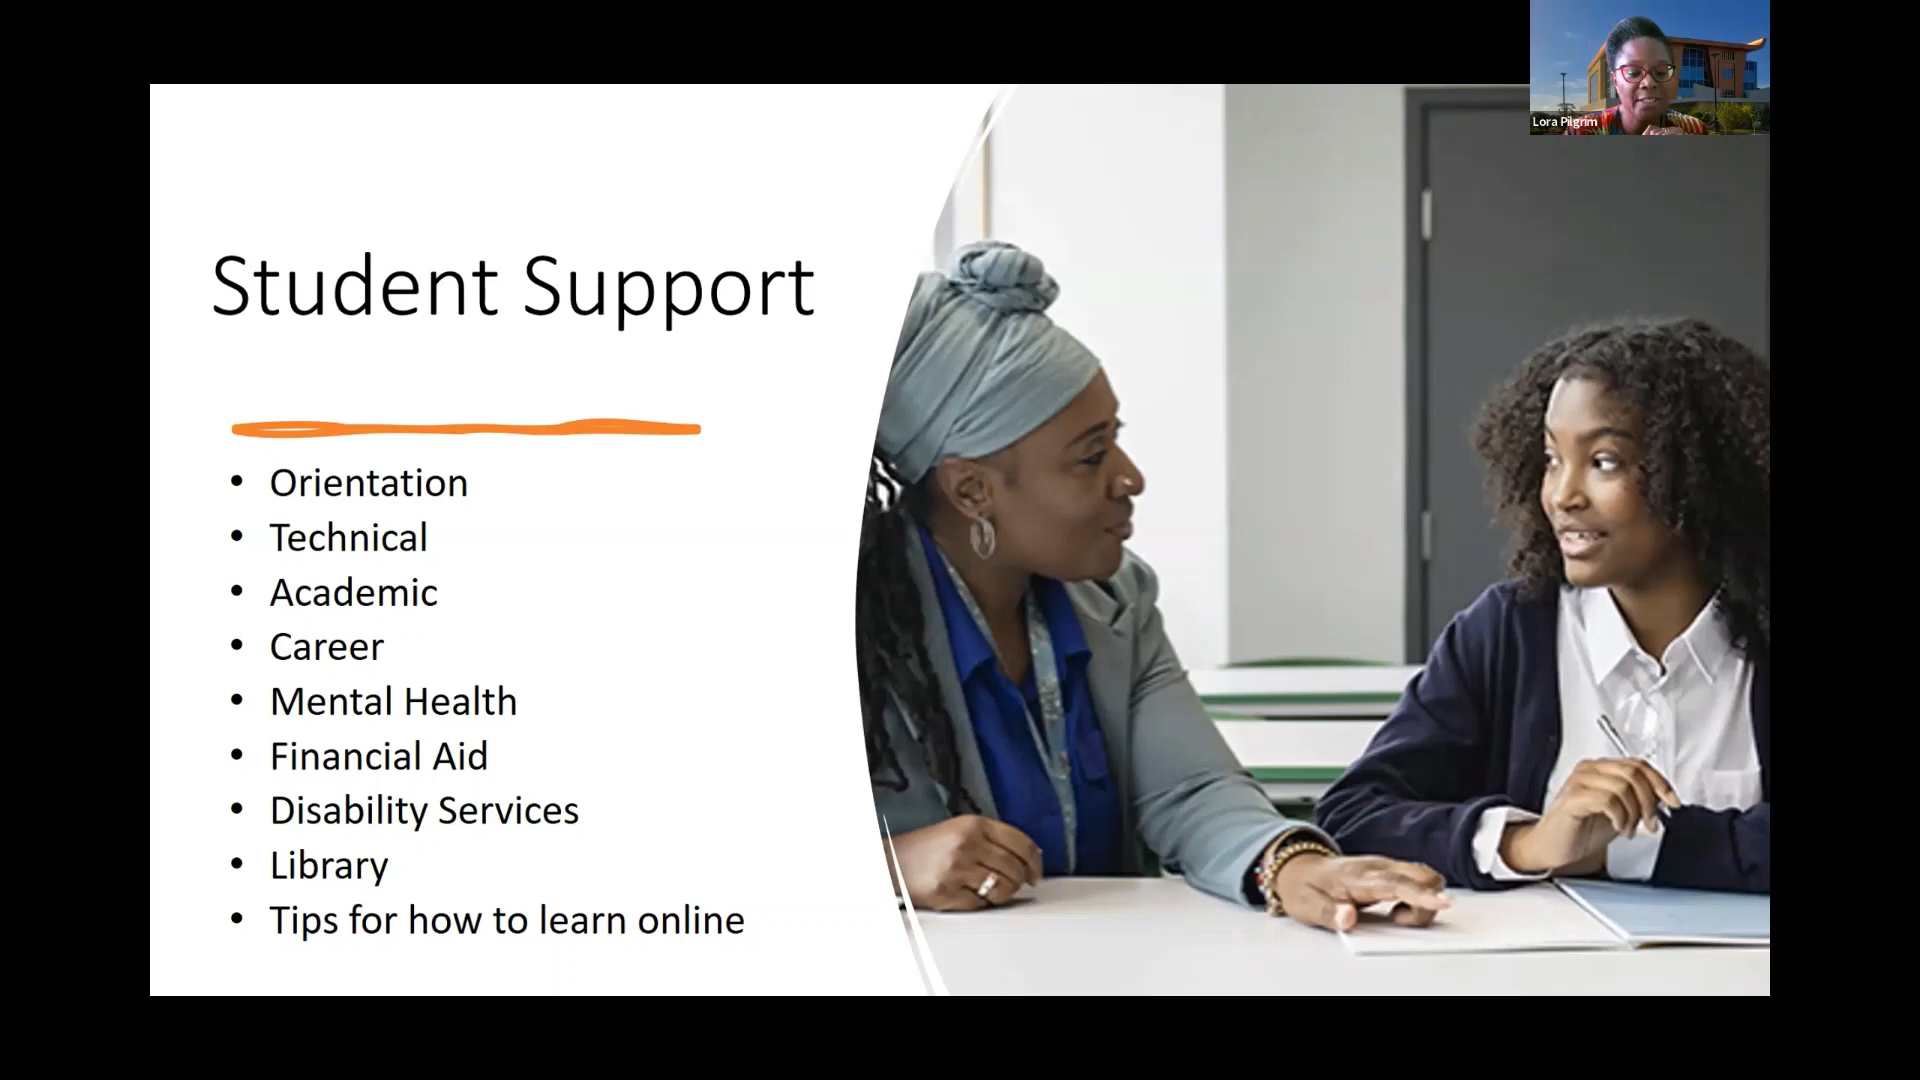 Lora Pilgrim
Student Support
• Orientation
• Technical
• Academic
• Career
• Mental Health
• Financial Aid
• Disability Services
• Library
• Tips for how to learn online